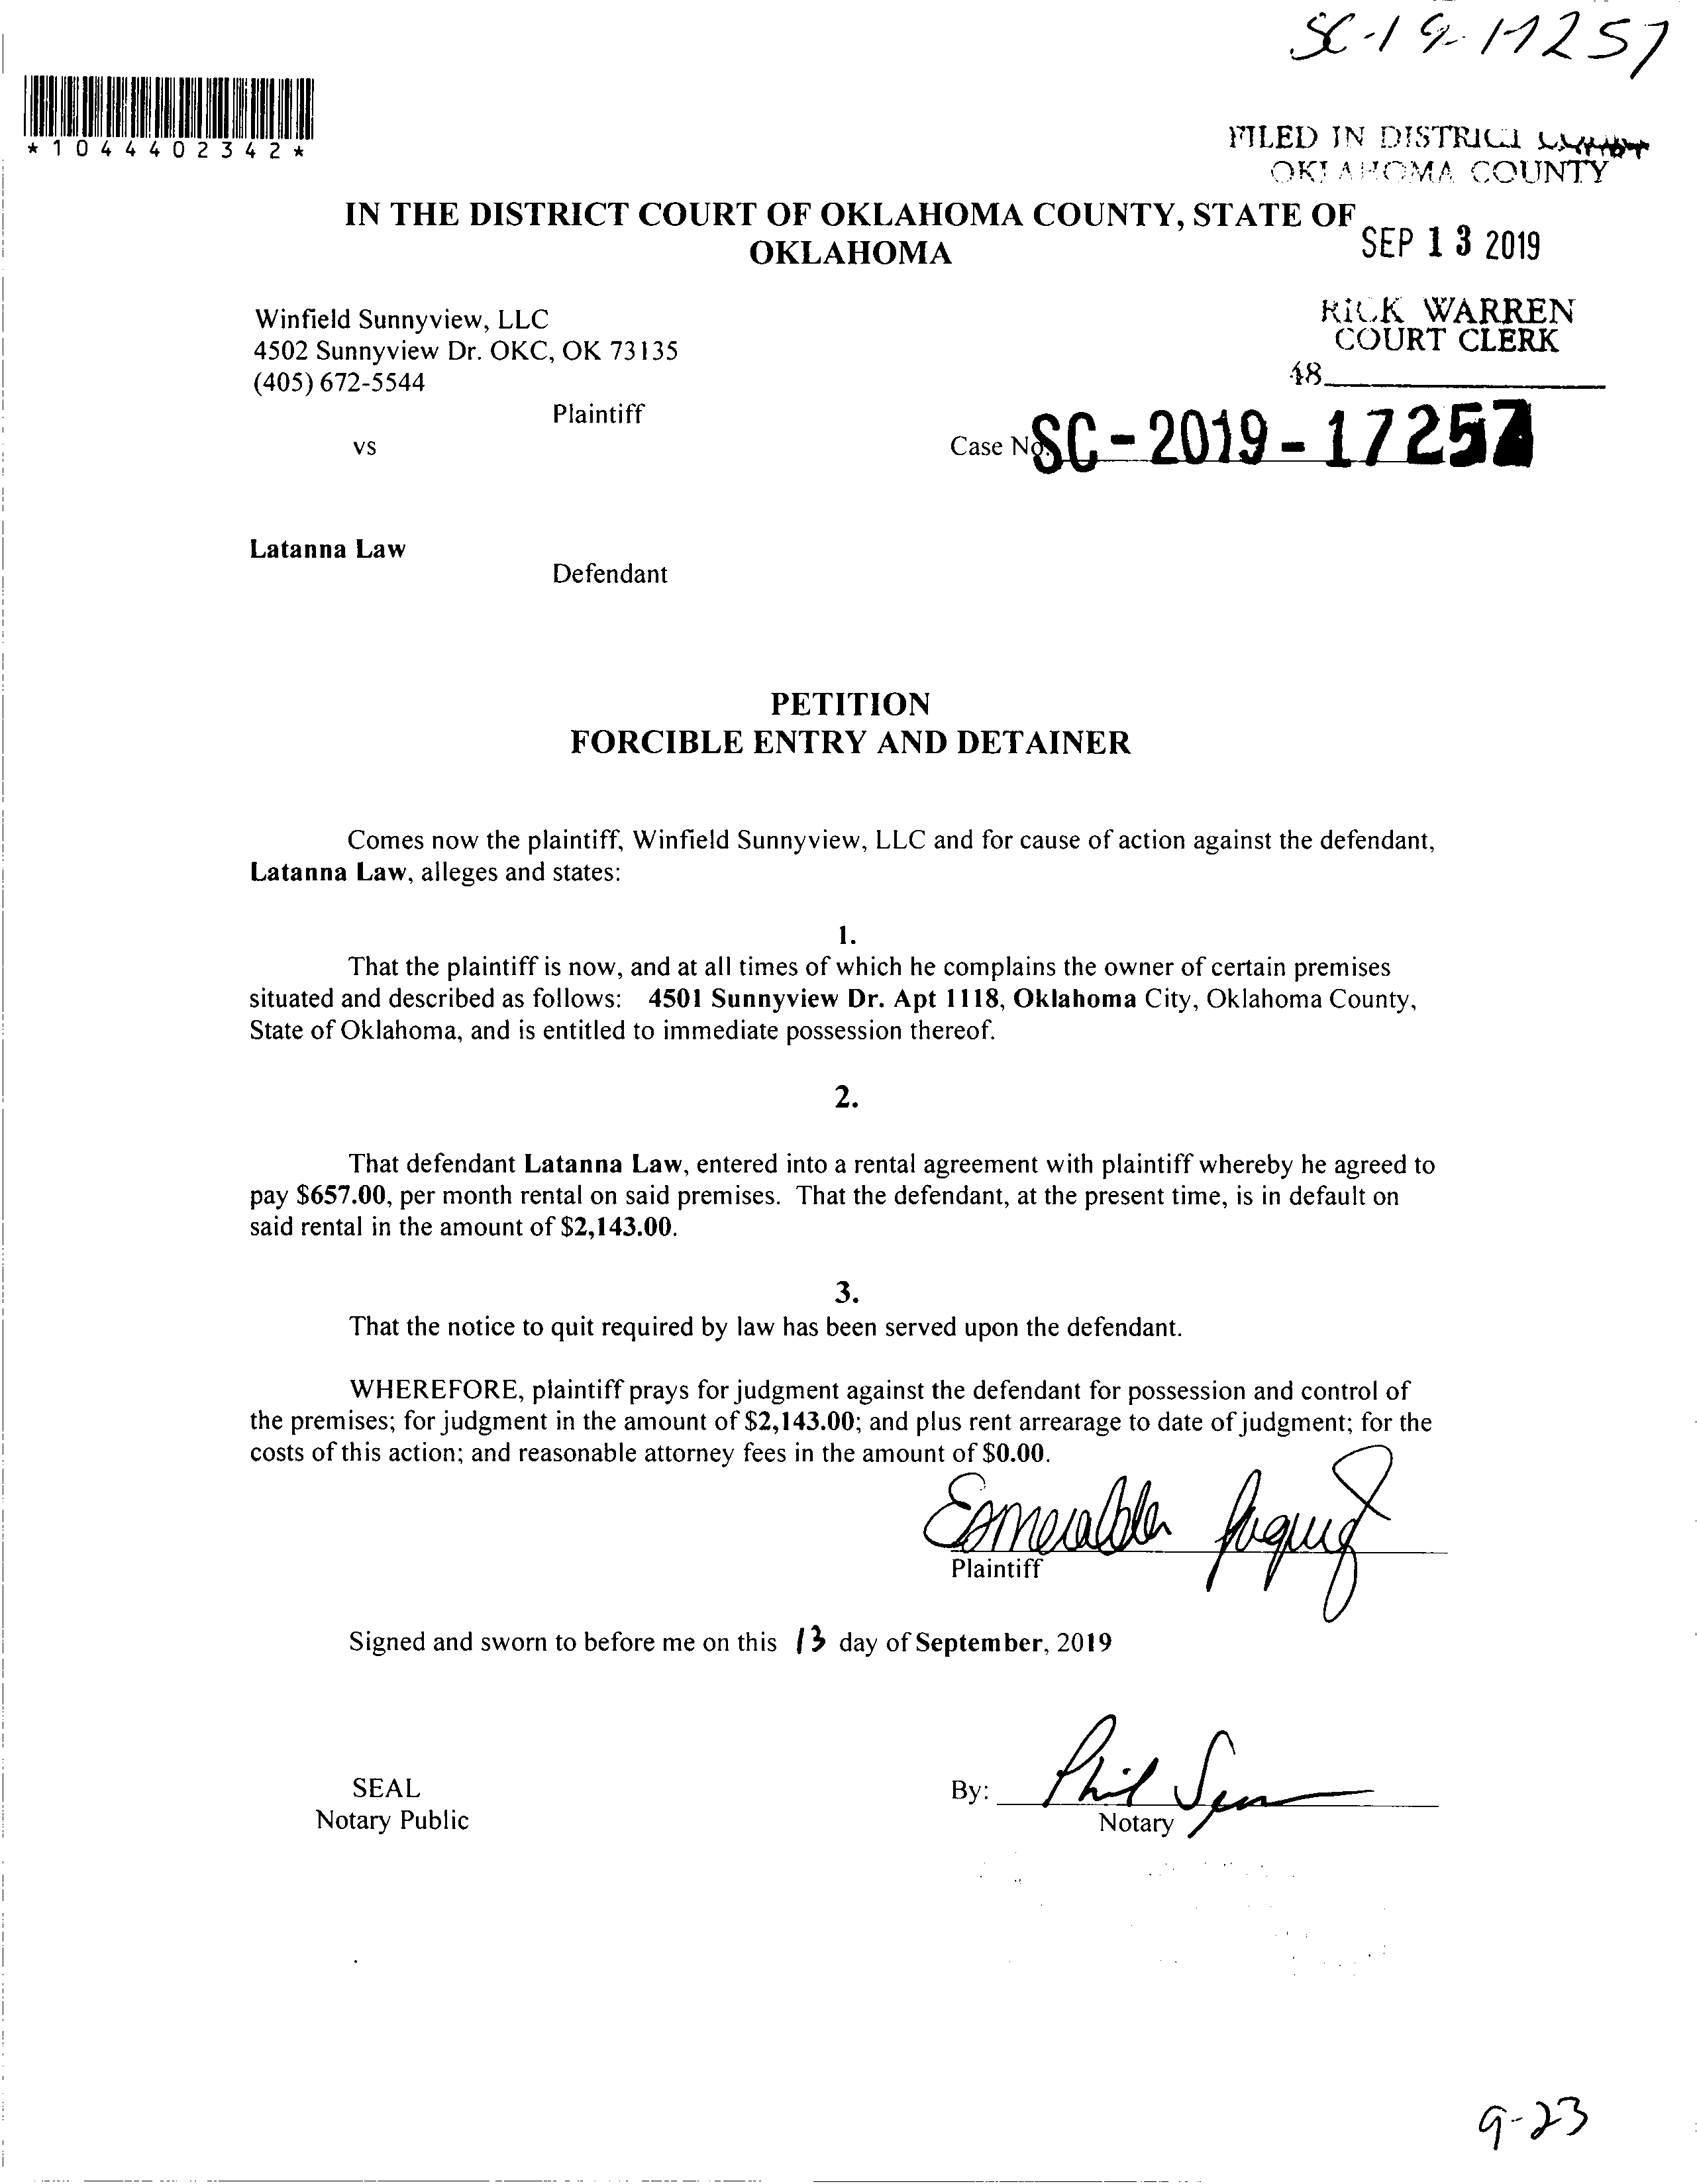 SC-19-17257
*1044402342*
FILED IN DISTRICT
OKLAHOMA COUNTY
IN THE DISTRICT COURT OF OKLAHOMA COUNTY, STATE OF
OKLAHOMA
SEP 13 2019
Winfield Sunnyview, LLC
4502 Sunnyview Dr. OKC, OK 73135
(405) 672-5544
RICK WARREN
COURT CLERK
48
Plaintiff
vs
Case No. SC-2019-17257
Latanna Law
Defendant
PETITION
FORCIBLE ENTRY AND DETAINER
Comes now the plaintiff, Winfield Sunnyview, LLC and for cause of action against the defendant,
Latanna Law, alleges and states:
1.
That the plaintiff is now, and at all times of which he complains the owner of certain premises
situated and described as follows: 4501 Sunnyview Dr. Apt 1118, Oklahoma City, Oklahoma County,
State of Oklahoma, and is entitled to immediate possession thereof.
2.
That defendant Latanna Law, entered into a rental agreement with plaintiff whereby he agreed to
pay $657.00, per month rental on said premises. That the defendant, at the present time, is in default on
said rental in the amount of $2,143.00.
3.
That the notice to quit required by law has been served upon the defendant.
WHEREFORE, plaintiff prays for judgment against the defendant for possession and control of
the premises; for judgment in the amount of $2,143.00; and plus rent arrearage to date of judgment; for the
costs of this action; and reasonable attorney fees in the amount of $0.00.
Esmeralda
Plaintiff
Signed and sworn to before me on this 13 day of September, 2019
SEAL
Notary Public
By: Phil
Notary
9-23